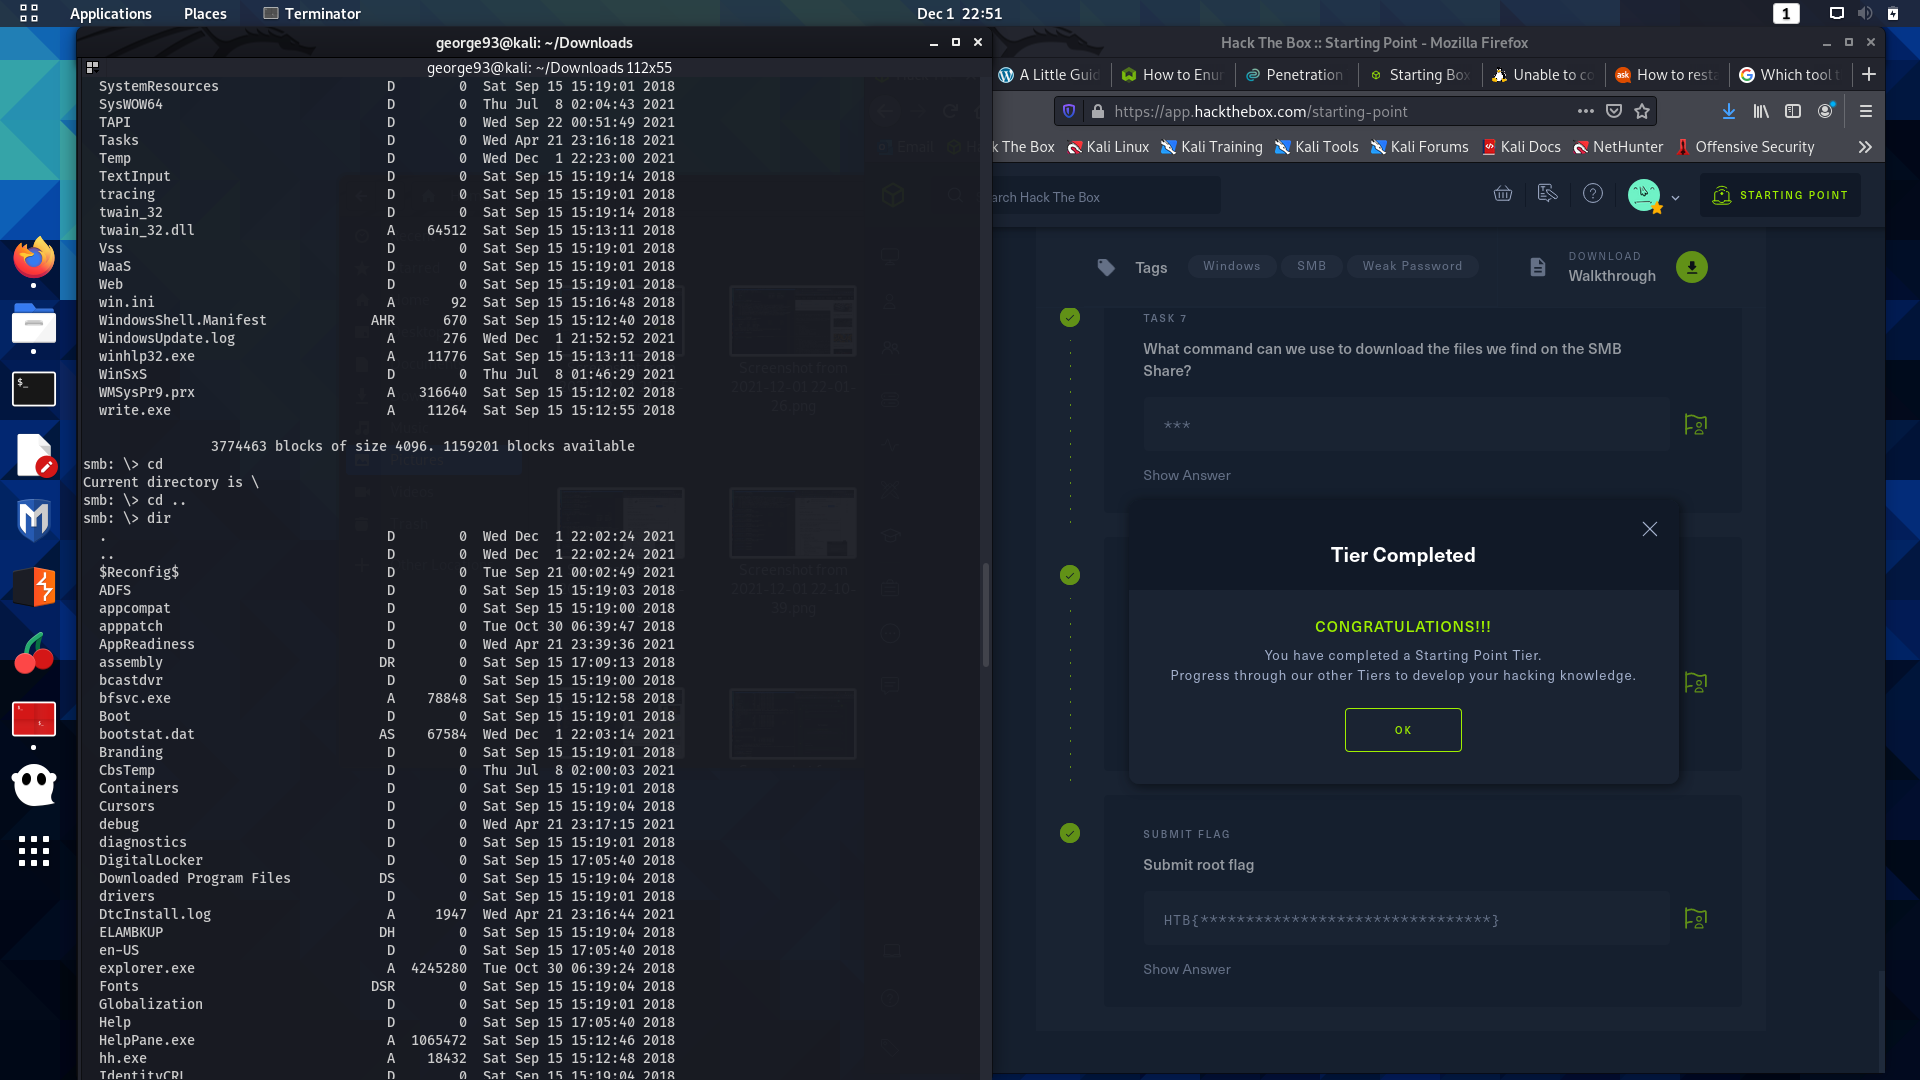 Applications Places Terminator Dec 1 22:51 1
george93@kali: ~/Downloads
george93@kali: ~/Downloads 112x55
SystemResources D 0 Sat Sep 15 15:19:01 2018
SysWOW64 D 0 Thu Jul 8 02:04:43 2021
TAPI D 0 Wed Sep 22 00:51:49 2021
Tasks D 0 Wed Apr 21 23:16:18 2021
Temp D 0 Wed Dec 1 22:23:00 2021
TextInput D 0 Sat Sep 15 15:19:14 2018
tracing D 0 Sat Sep 15 15:19:01 2018
twain_32 D 0 Sat Sep 15 15:19:14 2018
twain_32.dll A 64512 Sat Sep 15 15:13:11 2018
Vss D 0 Sat Sep 15 15:19:01 2018
WaaS D 0 Sat Sep 15 15:19:01 2018
Web D 0 Sat Sep 15 15:19:01 2018
win.ini A 92 Sat Sep 15 15:16:48 2018
WindowsShell.Manifest AHR 670 Sat Sep 15 15:12:40 2018
WindowsUpdate.log A 276 Wed Dec 1 21:52:52 2021
winhlp32.exe A 11776 Sat Sep 15 15:13:11 2018
WinSxS D 0 Thu Jul 8 01:46:29 2021
WMSysPr9.prx A 316640 Sat Sep 15 15:12:02 2018
write.exe A 11264 Sat Sep 15 15:12:55 2018
3774463 blocks of size 4096. 1159201 blocks available
smb: \> cd
Current directory is \
smb: \> cd ..
smb: \> dir
. D 0 Wed Dec 1 22:02:24 2021
.. D 0 Wed Dec 1 22:02:24 2021
$Reconfig$ D 0 Tue Sep 21 00:02:49 2021
ADFS D 0 Sat Sep 15 15:19:03 2018
appcompat D 0 Sat Sep 15 15:19:00 2018
apppatch D 0 Tue Oct 30 06:39:47 2018
AppReadiness D 0 Wed Apr 21 23:39:36 2021
assembly DR 0 Sat Sep 15 17:09:13 2018
bcastdvr D 0 Sat Sep 15 15:19:00 2018
bfsvc.exe A 78848 Sat Sep 15 15:12:58 2018
Boot D 0 Sat Sep 15 15:19:01 2018
bootstat.dat AS 67584 Wed Dec 1 22:03:14 2021
Branding D 0 Sat Sep 15 15:19:01 2018
CbsTemp D 0 Thu Jul 8 02:00:03 2021
Containers D 0 Sat Sep 15 15:19:01 2018
Cursors D 0 Sat Sep 15 15:19:04 2018
debug D 0 Wed Apr 21 23:17:15 2021
diagnostics D 0 Sat Sep 15 15:19:01 2018
DigitalLocker D 0 Sat Sep 15 17:05:40 2018
Downloaded Program Files DS 0 Sat Sep 15 15:19:04 2018
drivers D 0 Sat Sep 15 15:19:01 2018
DtcInstall.log A 1947 Wed Apr 21 23:16:44 2021
ELAMBKUP DH 0 Sat Sep 15 15:19:04 2018
en-US D 0 Sat Sep 15 17:05:40 2018
explorer.exe A 4245280 Tue Oct 30 06:39:24 2018
Fonts DSR 0 Sat Sep 15 15:19:04 2018
Globalization D 0 Sat Sep 15 15:19:01 2018
Help D 0 Sat Sep 15 17:05:40 2018
HelpPane.exe A 1065472 Sat Sep 15 15:12:46 2018
hh.exe A 18432 Sat Sep 15 15:12:48 2018
IdentityCRL D 0 Sat Sep 15 15:19:04 2018
Screenshot from
2021-12-01 22-01-
26.png
Screenshot from
2021-12-01 22-10-
39.png
Hack The Box :: Starting Point - Mozilla Firefox
A Little Guid How to Enur Penetration Starting Box Unable to co How to resta Which tool t
https://app.hackthebox.com/starting-point
Email k The Box Kali Linux Kali Training Kali Tools Kali Forums Kali Docs NetHunter Offensive Security
arch Hack The Box STARTING POINT
Tags Windows SMB Weak Password
DOWNLOAD
Walkthrough
TASK 7
What command can we use to download the files we find on the SMB
Share?
***
Show Answer
Tier Completed
CONGRATULATIONS!!!
You have completed a Starting Point Tier.
Progress through our other Tiers to develop your hacking knowledge.
OK
SUBMIT FLAG
Submit root flag
HTB{********************************}
Show Answer